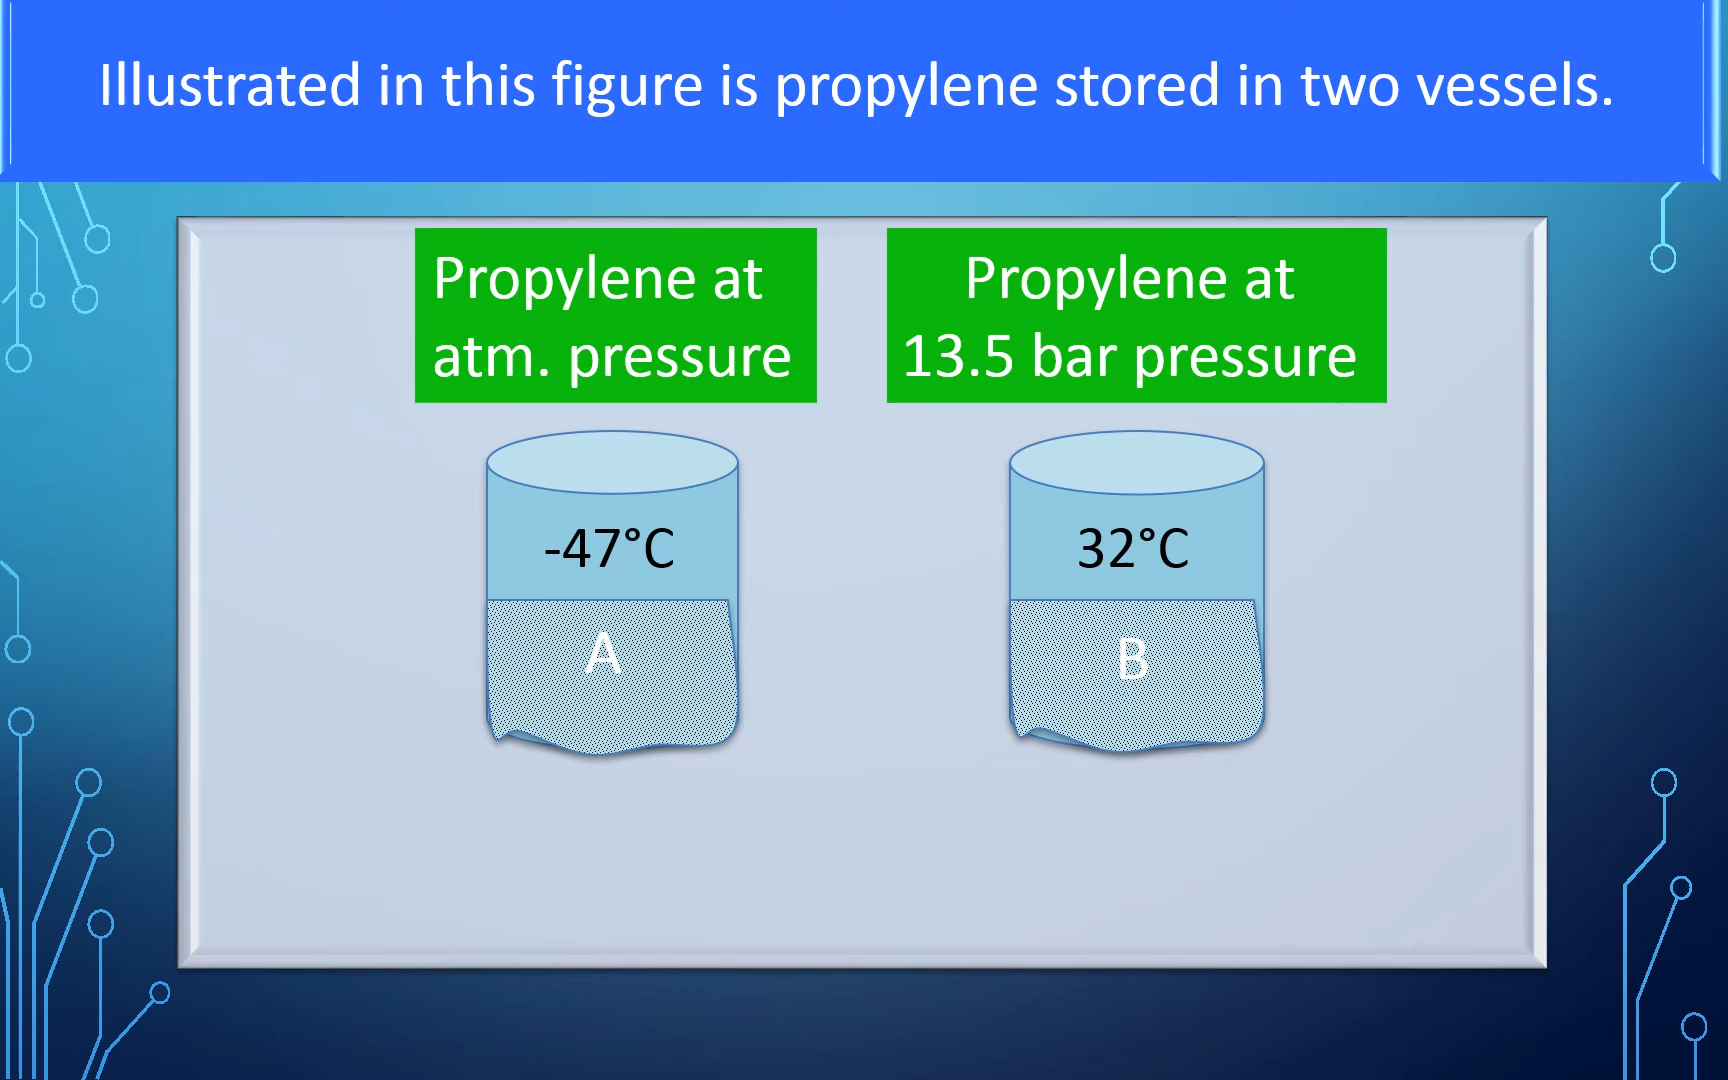 Illustrated in this figure is propylene stored in two vessels.
Propylene at
atm. pressure
Propylene at
13.5 bar pressure
-47°C
32°C
A
B